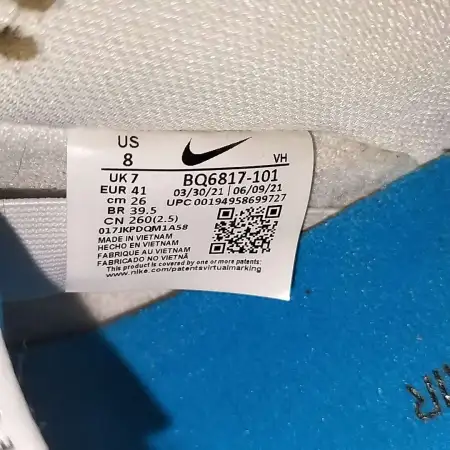 US
8
VH
UK 7
EUR 41
cm 26
BR 39.5
CN 260(2.5)
BQ6817-101
03/30/21 | 06/09/21
UPC 00194958699727
017JKPDQM1A58
MADE IN VIETNAM
HECHO EN VIETNAM
FABRIQUE AU VIETNAM
FABRICADO NO VIETNÃ
This product is covered by one or more patents:
www.nike.com/patentsvirtualmarking